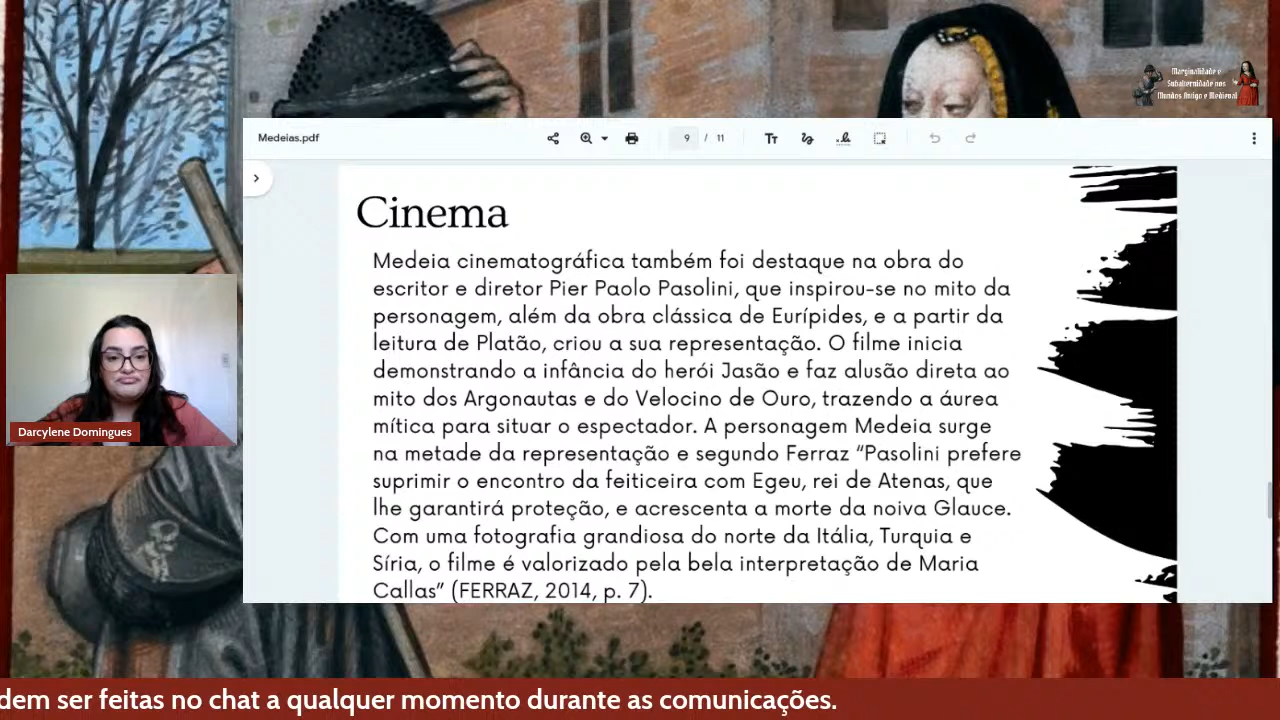 Marginalidade e
Subalternidade nos
Mundos Antigo e Medieval
Medeias.pdf
9 / 11
Cinema
Medeia cinematográfica também foi destaque na obra do
escritor e diretor Pier Paolo Pasolini, que inspirou-se no mito da
personagem, além da obra clássica de Eurípides, e a partir da
leitura de Platão, criou a sua representação. O filme inicia
demonstrando a infância do herói Jasão e faz alusão direta ao
mito dos Argonautas e do Velocino de Ouro, trazendo a áurea
mítica para situar o espectador. A personagem Medeia surge
na metade da representação e segundo Ferraz “Pasolini prefere
suprimir o encontro da feiticeira com Egeu, rei de Atenas, que
lhe garantirá proteção, e acrescenta a morte da noiva Glauce.
Com uma fotografia grandiosa do norte da Itália, Turquia e
Síria, o filme é valorizado pela bela interpretação de Maria
Callas” (FERRAZ, 2014, p. 7).
Darcylene Domingues
dem ser feitas no chat a qualquer momento durante as comunicações.